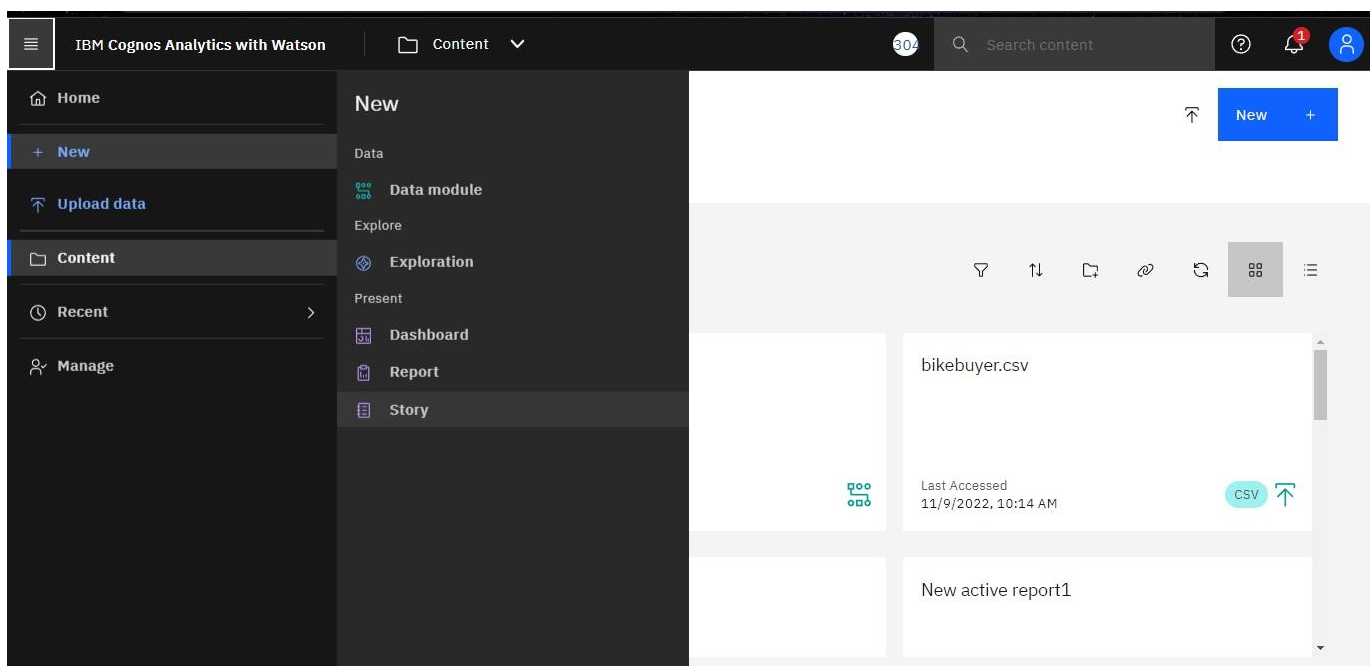 IBM Cognos Analytics with Watson
Content
304
Search content
1
Home
New
Upload data
Content
Recent
Manage
New
Data
Data module
Explore
Exploration
Present
Dashboard
Report
Story
New +
bikebuyer.csv
Last Accessed
11/9/2022, 10:14 AM
CSV
New active report1